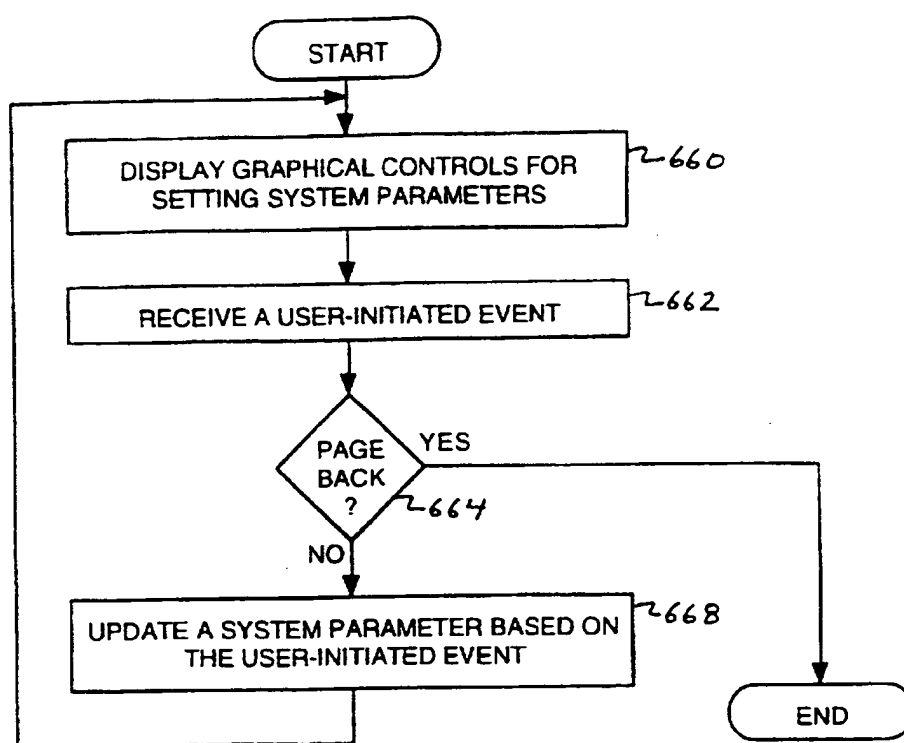 START
DISPLAY GRAPHICAL CONTROLS FOR
SETTING SYSTEM PARAMETERS
660
RECEIVE A USER-INITIATED EVENT
662
PAGE
BACK
?
YES
664
NO
UPDATE A SYSTEM PARAMETER BASED ON
THE USER-INITIATED EVENT
668
END